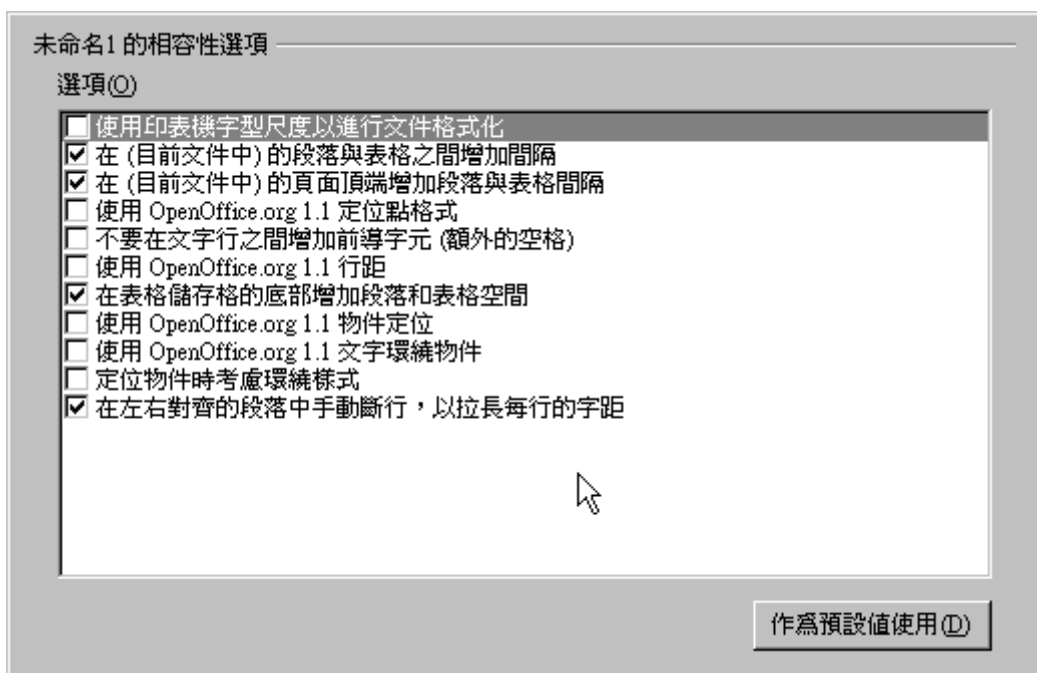 未命名1 的相容性選項
選項(O)
使用印表機字型尺度以進行文件格式化
在 (目前文件中) 的段落與表格之間增加間隔
在 (目前文件中) 的頁面頂端增加段落與表格間隔
使用 OpenOffice.org 1.1 定位點格式
不要在文字行之間增加前導字元 (額外的空格)
使用 OpenOffice.org 1.1 行距
在表格儲存格的底部增加段落和表格空間
使用 OpenOffice.org 1.1 物件定位
使用 OpenOffice.org 1.1 文字環繞物件
定位物件時考慮環繞樣式
在左右對齊的段落中手動斷行，以拉長每行的字距
作爲預設值使用(D)